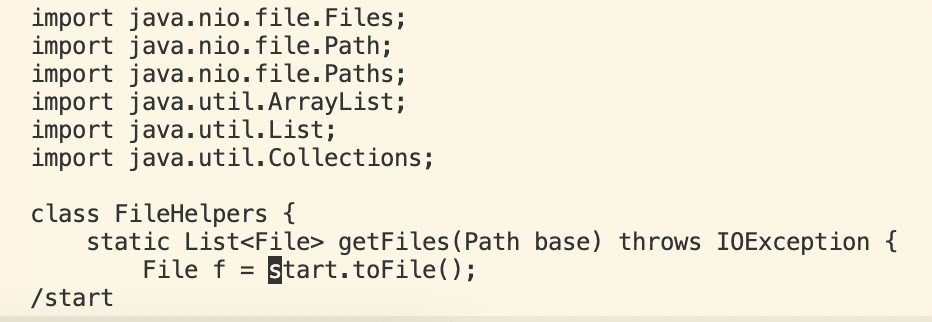 import java.nio.file.Files;
import java.nio.file.Path;
import java.nio.file.Paths;
import java.util.ArrayList;
import java.util.List;
import java.util.Collections;

class FileHelpers {
    static List<File> getFiles(Path base) throws IOException {
        File f = start.toFile();
/start